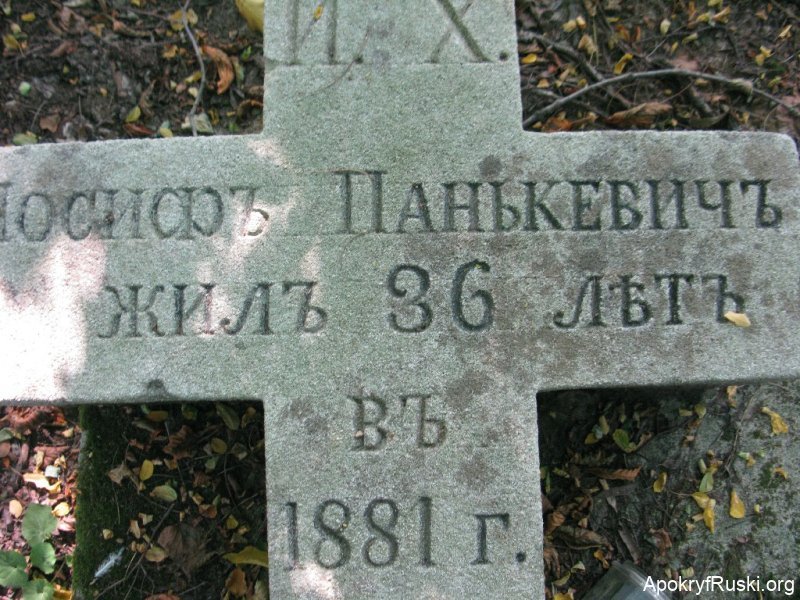 И. Х.
Іосифъ Панькевичъ
жилъ 36 лѣтъ
въ
1881 г.
ApokryfRuski.org